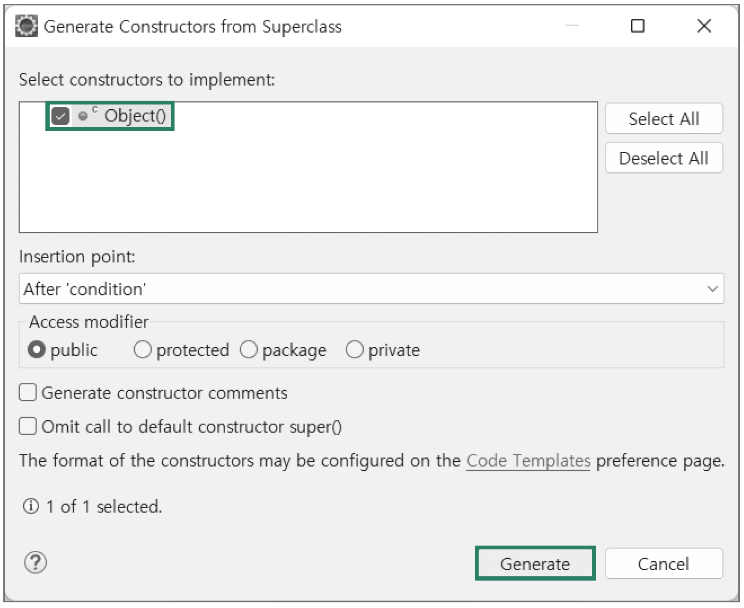 Generate Constructors from Superclass
Select constructors to implement:
c Object()
Select All
Deselect All
Insertion point:
After 'condition'
Access modifier
public protected package private
Generate constructor comments
Omit call to default constructor super()
The format of the constructors may be configured on the Code Templates preference page.
i 1 of 1 selected.
?
Generate Cancel